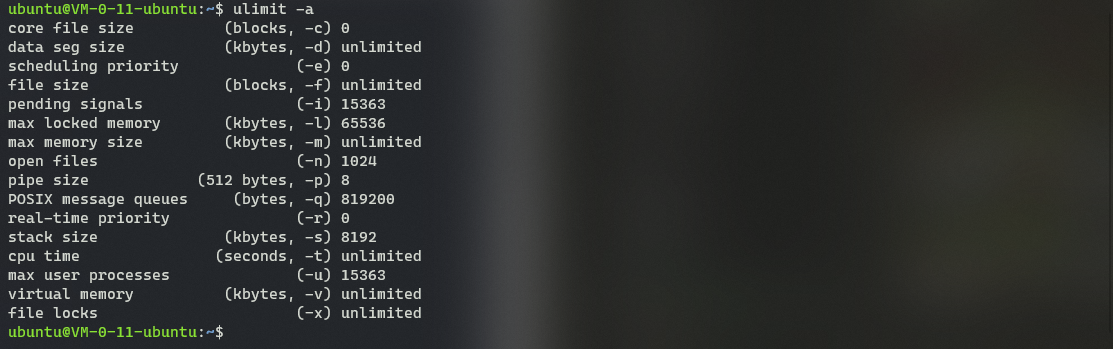 ubuntu@VM-0-11-ubuntu:~$ ulimit -a
core file size          (blocks, -c) 0
data seg size           (kbytes, -d) unlimited
scheduling priority             (-e) 0
file size               (blocks, -f) unlimited
pending signals                 (-i) 15363
max locked memory       (kbytes, -l) 65536
max memory size         (kbytes, -m) unlimited
open files                      (-n) 1024
pipe size            (512 bytes, -p) 8
POSIX message queues     (bytes, -q) 819200
real-time priority              (-r) 0
stack size              (kbytes, -s) 8192
cpu time               (seconds, -t) unlimited
max user processes              (-u) 15363
virtual memory          (kbytes, -v) unlimited
file locks                      (-x) unlimited
ubuntu@VM-0-11-ubuntu:~$